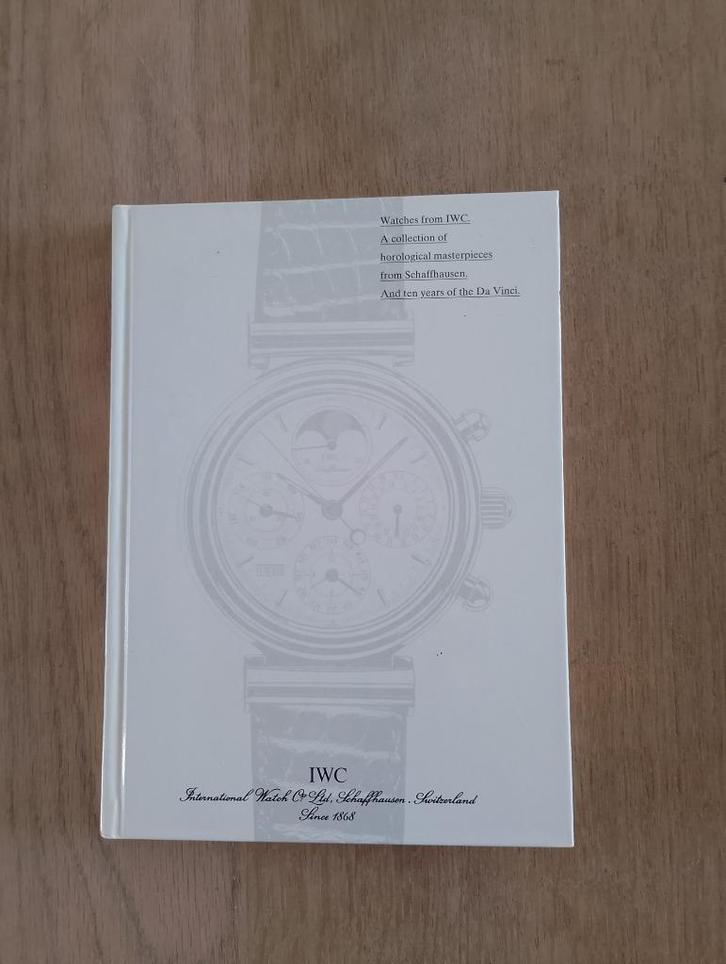 Watches from IWC.
A collection of
horological masterpieces
from Schaffhausen.
And ten years of the Da Vinci.
IWC
International Watch Co Ltd, Schaffhausen. Switzerland
Since 1868